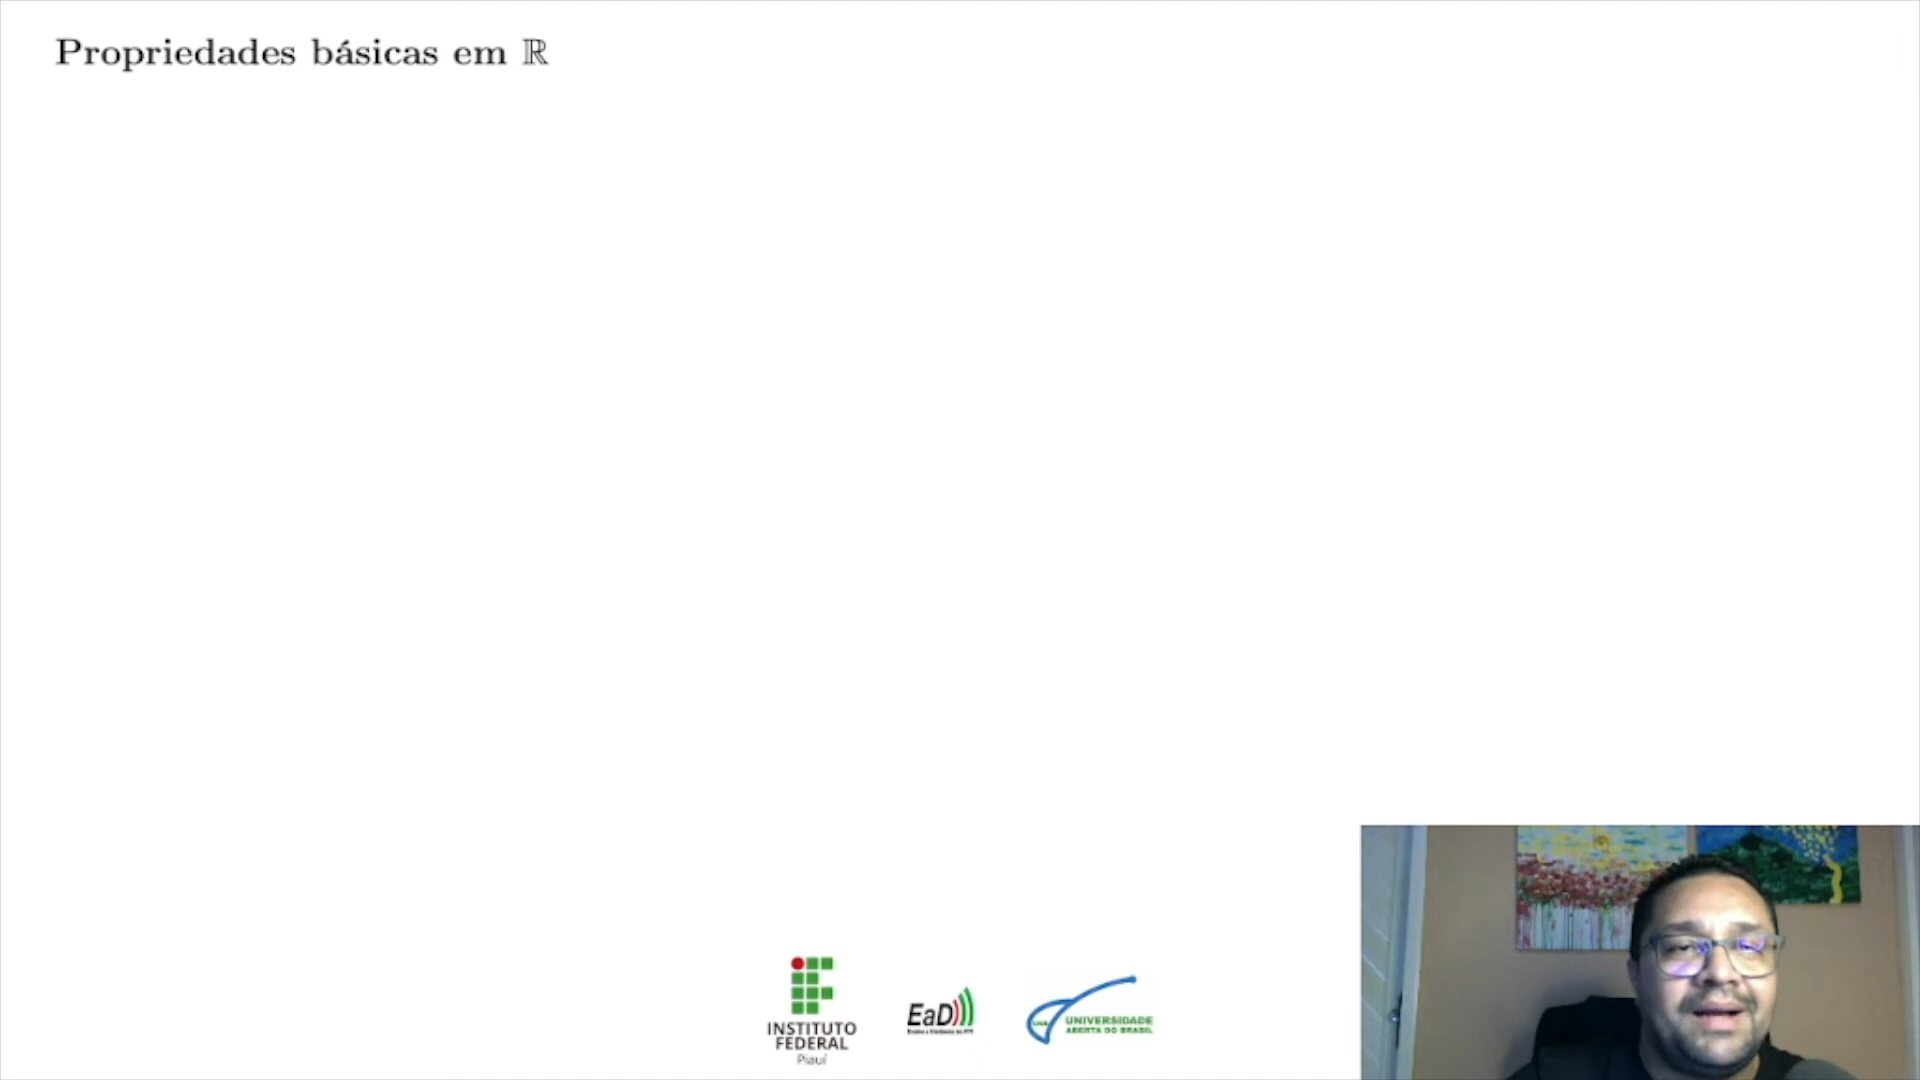 Propriedades básicas em ℝ
INSTITUTO
FEDERAL
Piauí
EaD
UNIVERSIDADE
ABERTA DO BRASIL